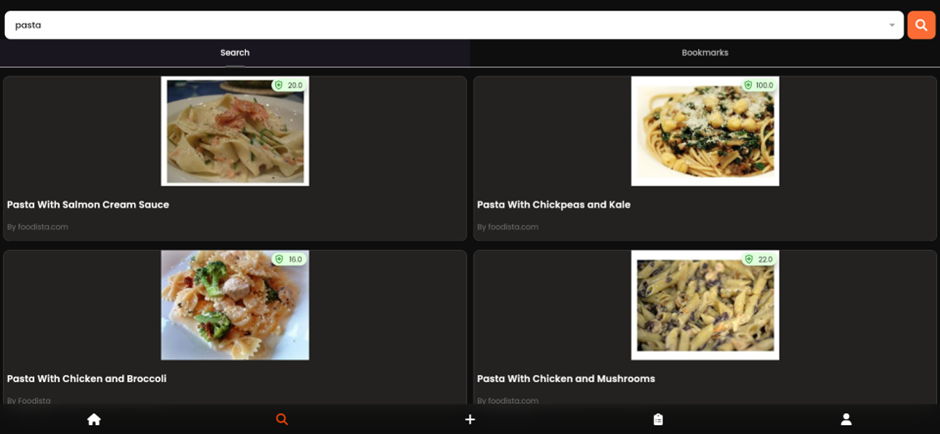 pasta
Search
Bookmarks
20.0
100.0
Pasta With Salmon Cream Sauce
Pasta With Chickpeas and Kale
By foodista.com
By foodista.com
16.0
22.0
Pasta With Chicken and Broccoli
Pasta With Chicken and Mushrooms
By Foodista
By foodista.com